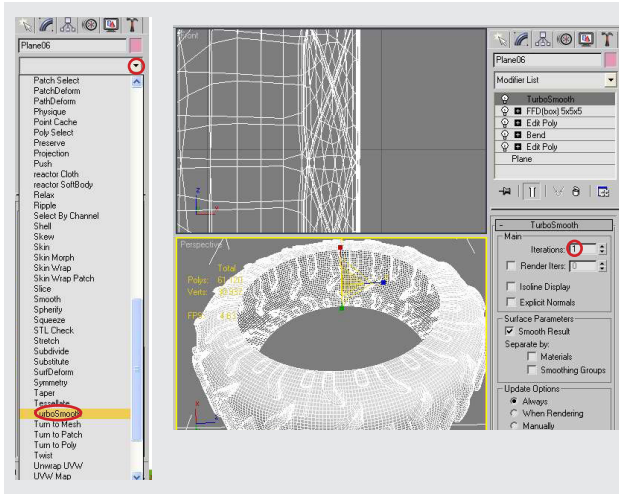 Plane06
Patch Select
PatchDeform
PathDeform
Physique
Point Cache
Poly Select
Preserve
Projection
Push
reactor Cloth
reactor SoftBody
Relax
Ripple
Select By Channel
Shell
Skew
Skin
Skin Morph
Skin Wrap
Skin Wrap Patch
Slice
Smooth
Spherify
Squeeze
STL Check
Stretch
Subdivide
Substitute
SurfDeform
Symmetry
Taper
Tessellate
TurboSmooth
Turn to Mesh
Turn to Patch
Turn to Poly
Twist
Unwrap UVW
UVW Map
Front
z
Perspective
Total
Polys:
Verts:
FPS:
x
Plane06
Modifier List
TurboSmooth
FFD(box) 5x5x5
Edit Poly
Bend
Edit Poly
Plane
- TurboSmooth
Main
Iterations: 1
Render Iters: 0
Isoline Display
Explicit Normals
Surface Parameters
Smooth Result
Separate by:
Materials
Smoothing Groups
Update Options
Always
When Rendering
Manually